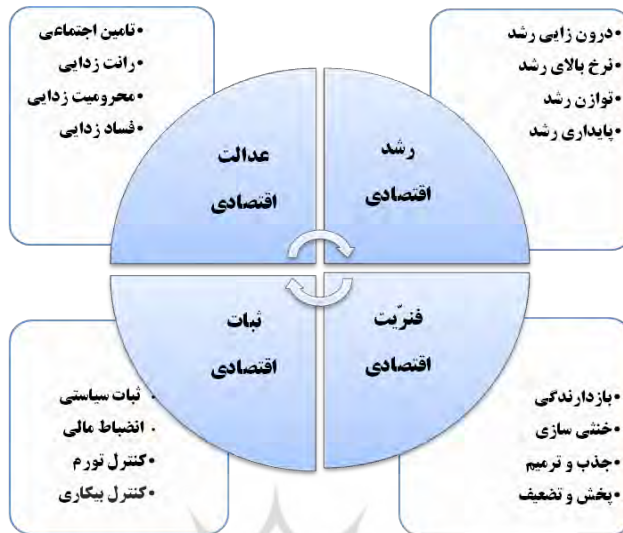 •درون زایی رشد
•نرخ بالای رشد
•توازن رشد
•پایداری رشد
رشد
اقتصادی
•تامین اجتماعی
•رانت زدایی
•محرومیت زدایی
•فساد زدایی
عدالت
اقتصادی
فنریّت
اقتصادی
•بازدارندگی
•خنثی سازی
•جذب و ترمیم
•پخش و تضعیف
ثبات
اقتصادی
• ثبات سیاستی
• انضباط مالی
•کنترل تورم
•کنترل بیکاری